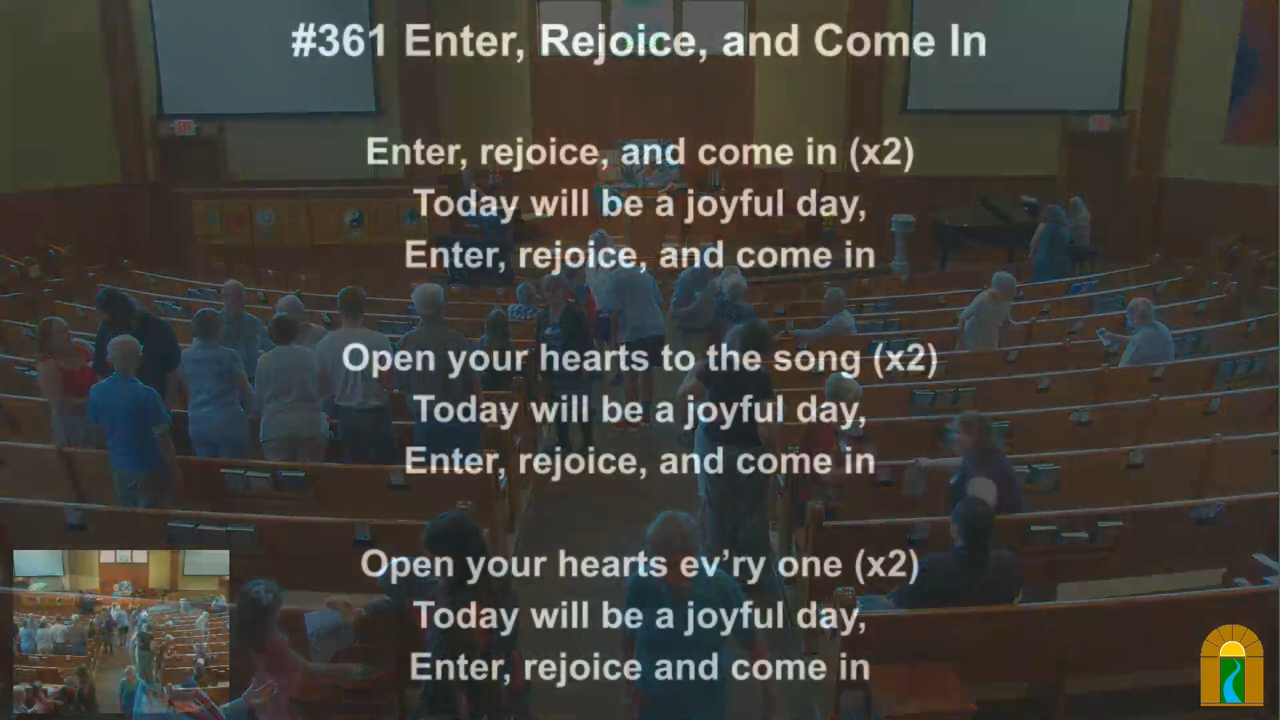 #361 Enter, Rejoice, and Come In
Enter, rejoice, and come in (x2)
Today will be a joyful day,
Enter, rejoice, and come in
Open your hearts to the song (x2)
Today will be a joyful day,
Enter, rejoice, and come in
Open your hearts ev’ry one (x2)
Today will be a joyful day,
Enter, rejoice and come in